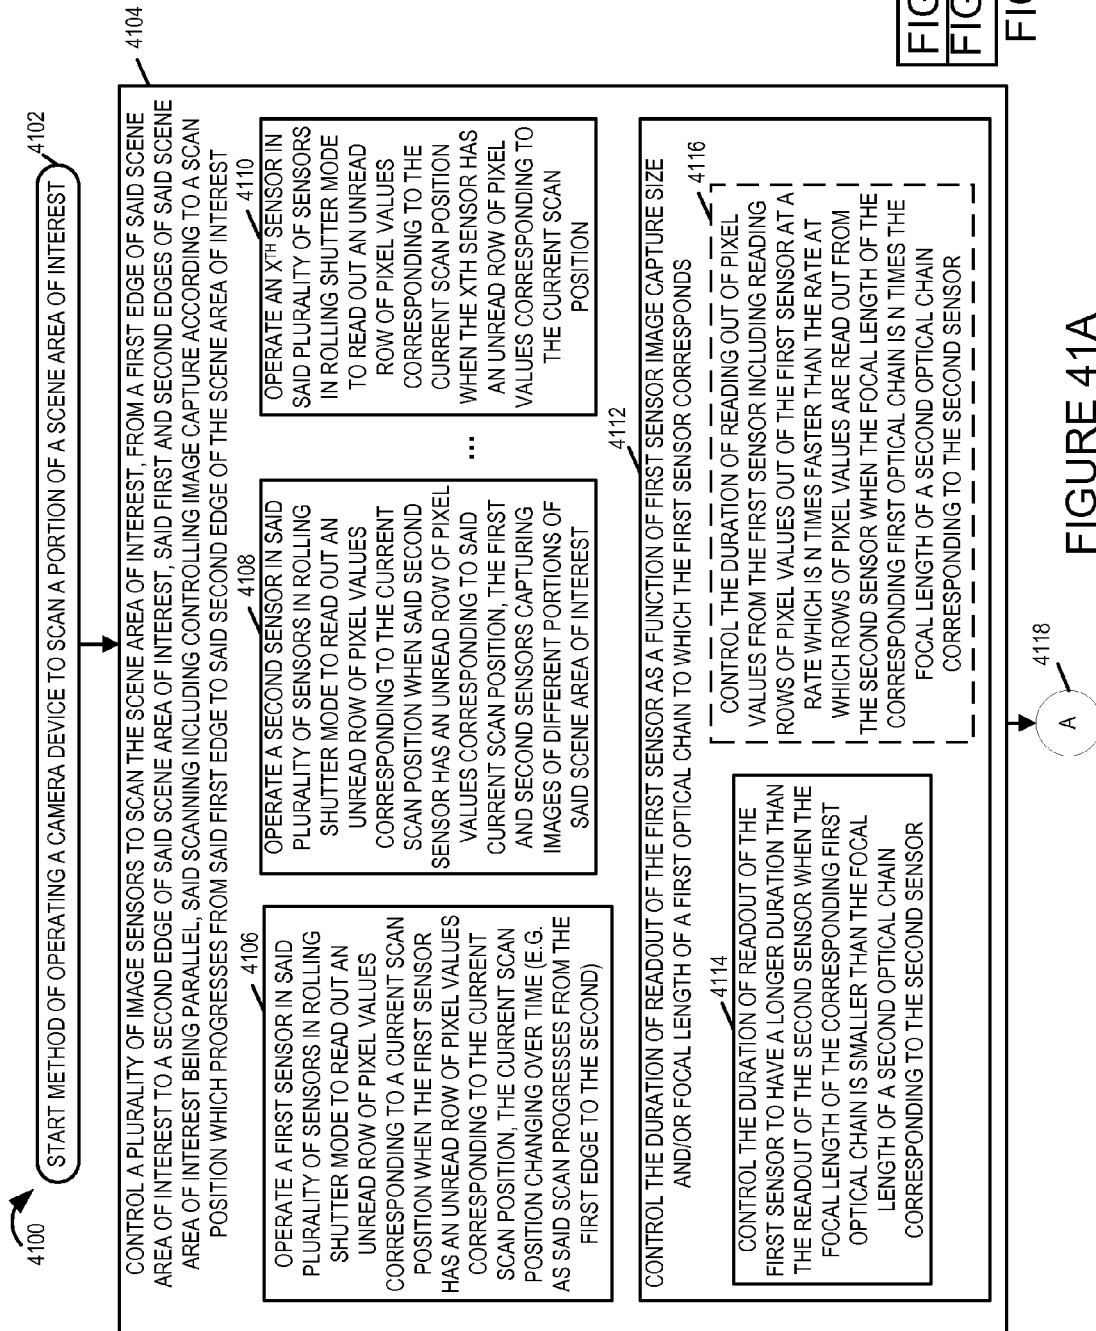 4100
START METHOD OF OPERATING A CAMERA DEVICE TO SCAN A PORTION OF A SCENE AREA OF INTEREST
4102
4104
CONTROL A PLURALITY OF IMAGE SENSORS TO SCAN THE SCENE AREA OF INTEREST, FROM A FIRST EDGE OF SAID SCENE
AREA OF INTEREST TO A SECOND EDGE OF SAID SCENE AREA OF INTEREST, SAID FIRST AND SECOND EDGES OF SAID SCENE
AREA OF INTEREST BEING PARALLEL, SAID SCANNING INCLUDING CONTROLLING IMAGE CAPTURE ACCORDING TO A SCAN
POSITION WHICH PROGRESSES FROM SAID FIRST EDGE TO SAID SECOND EDGE OF THE SCENE AREA OF INTEREST
4106
OPERATE A FIRST SENSOR IN SAID
PLURALITY OF SENSORS IN ROLLING
SHUTTER MODE TO READ OUT AN
UNREAD ROW OF PIXEL VALUES
CORRESPONDING TO A CURRENT SCAN
POSITION WHEN THE FIRST SENSOR
HAS AN UNREAD ROW OF PIXEL VALUES
CORRESPONDING TO THE CURRENT
SCAN POSITION, THE CURRENT SCAN
POSITION CHANGING OVER TIME (E.G.
AS SAID SCAN PROGRESSES FROM THE
FIRST EDGE TO THE SECOND)
4108
OPERATE A SECOND SENSOR IN SAID
PLURALITY OF SENSORS IN ROLLING
SHUTTER MODE TO READ OUT AN
UNREAD ROW OF PIXEL VALUES
CORRESPONDING TO THE CURRENT
SCAN POSITION WHEN SAID SECOND
SENSOR HAS AN UNREAD ROW OF PIXEL
VALUES CORRESPONDING TO SAID
CURRENT SCAN POSITION, THE FIRST
AND SECOND SENSORS CAPTURING
IMAGES OF DIFFERENT PORTIONS OF
SAID SCENE AREA OF INTEREST
...
4110
OPERATE AN XTH SENSOR IN
SAID PLURALITY OF SENSORS
IN ROLLING SHUTTER MODE
TO READ OUT AN UNREAD
ROW OF PIXEL VALUES
CORRESPONDING TO THE
CURRENT SCAN POSITION
WHEN THE XTH SENSOR HAS
AN UNREAD ROW OF PIXEL
VALUES CORRESPONDING TO
THE CURRENT SCAN
POSITION
4112
CONTROL THE DURATION OF READOUT OF THE FIRST SENSOR AS A FUNCTION OF FIRST SENSOR IMAGE CAPTURE SIZE
AND/OR FOCAL LENGTH OF A FIRST OPTICAL CHAIN TO WHICH THE FIRST SENSOR CORRESPONDS
4114
CONTROL THE DURATION OF READOUT OF THE
FIRST SENSOR TO HAVE A LONGER DURATION THAN
THE READOUT OF THE SECOND SENSOR WHEN THE
FOCAL LENGTH OF THE CORRESPONDING FIRST
OPTICAL CHAIN IS SMALLER THAN THE FOCAL
LENGTH OF A SECOND OPTICAL CHAIN
CORRESPONDING TO THE SECOND SENSOR
4116
CONTROL THE DURATION OF READING OUT OF PIXEL
VALUES FROM THE FIRST SENSOR INCLUDING READING
ROWS OF PIXEL VALUES OUT OF THE FIRST SENSOR AT A
RATE WHICH IS N TIMES FASTER THAN THE RATE AT
WHICH ROWS OF PIXEL VALUES ARE READ OUT FROM
THE SECOND SENSOR WHEN THE FOCAL LENGTH OF THE
CORRESPONDING FIRST OPTICAL CHAIN IS N TIMES THE
FOCAL LENGTH OF A SECOND OPTICAL CHAIN
CORRESPONDING TO THE SECOND SENSOR
A
4118
FIGURE 41A
FIG
FIG
FIG